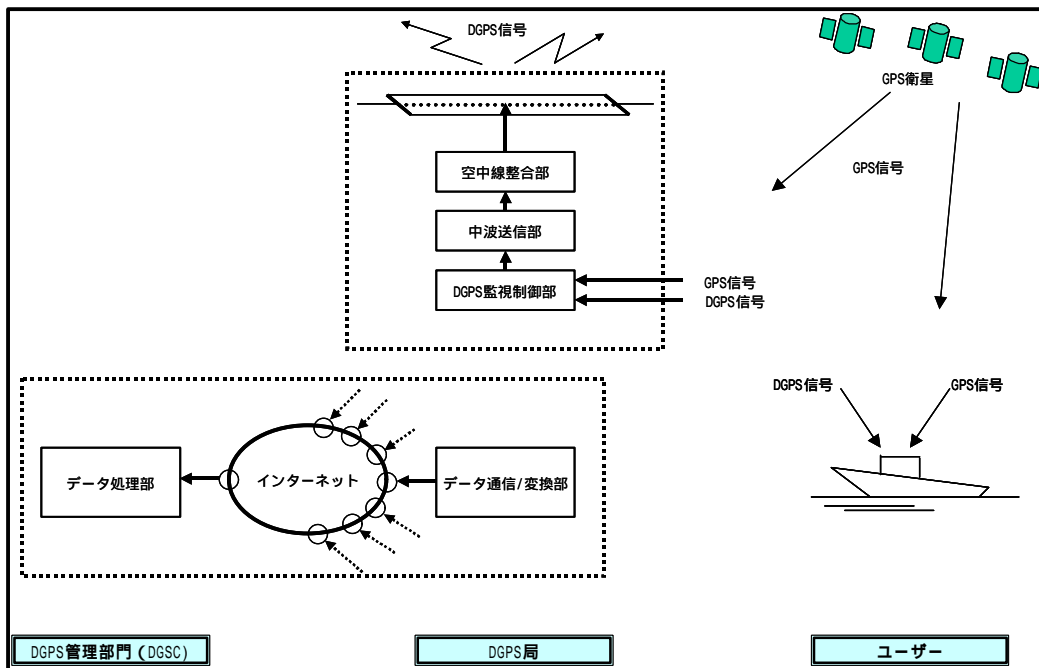 DGPS信号
GPS衛星
GPS信号
空中線整合部
中波送信部
DGPS監視制御部
GPS信号
DGPS信号
DGPS信号
GPS信号
データ処理部
インターネット
データ通信/変換部
DGPS管理部門(DGSC)
DGPS局
ユーザー